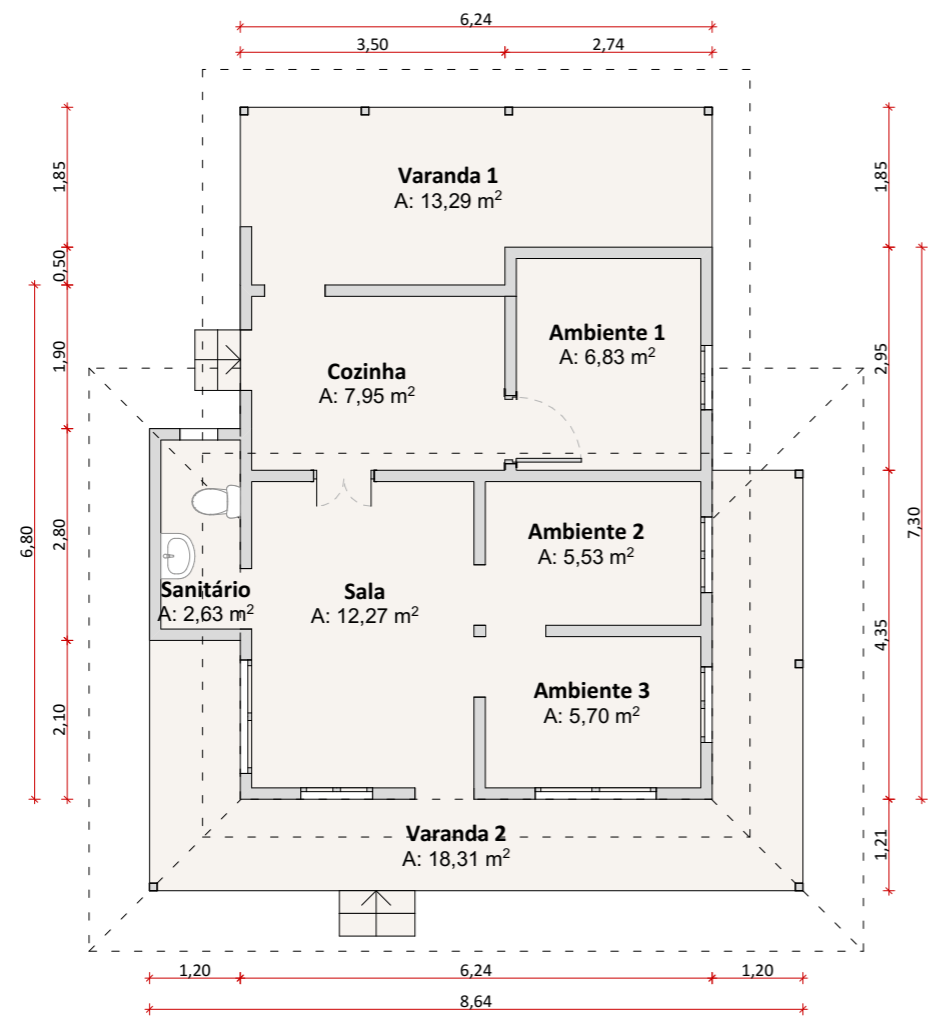 6,24
3,50
2,74
1,85
1,85
Varanda 1
A: 13,29 m²
0,50
1,90
2,95
Ambiente 1
A: 6,83 m²
Cozinha
A: 7,95 m²
6,80
2,80
7,30
Ambiente 2
A: 5,53 m²
Sanitário
A: 2,63 m²
Sala
A: 12,27 m²
4,35
Ambiente 3
A: 5,70 m²
2,10
Varanda 2
A: 18,31 m²
1,21
1,20
6,24
1,20
8,64